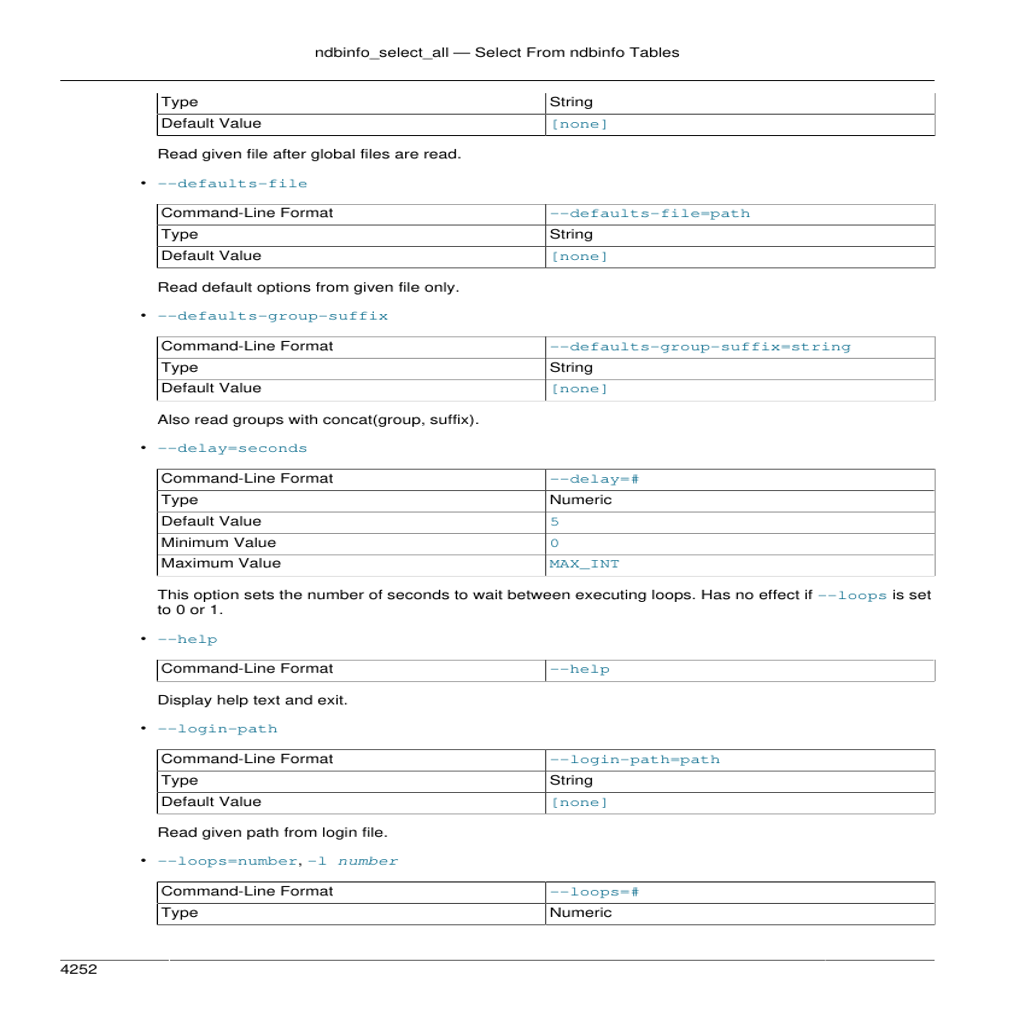 ndbinfo_select_all — Select From ndbinfo Tables
Type String
Default Value [none]
Read given file after global files are read.
• --defaults-file
Command-Line Format --defaults-file=path
Type String
Default Value [none]
Read default options from given file only.
• --defaults-group-suffix
Command-Line Format --defaults-group-suffix=string
Type String
Default Value [none]
Also read groups with concat(group, suffix).
• --delay=seconds
Command-Line Format --delay=#
Type Numeric
Default Value 5
Minimum Value 0
Maximum Value MAX_INT
This option sets the number of seconds to wait between executing loops. Has no effect if --loops is set
to 0 or 1.
• --help
Command-Line Format --help
Display help text and exit.
• --login-path
Command-Line Format --login-path=path
Type String
Default Value [none]
Read given path from login file.
• --loops=number, -l number
Command-Line Format --loops=#
Type Numeric
4252